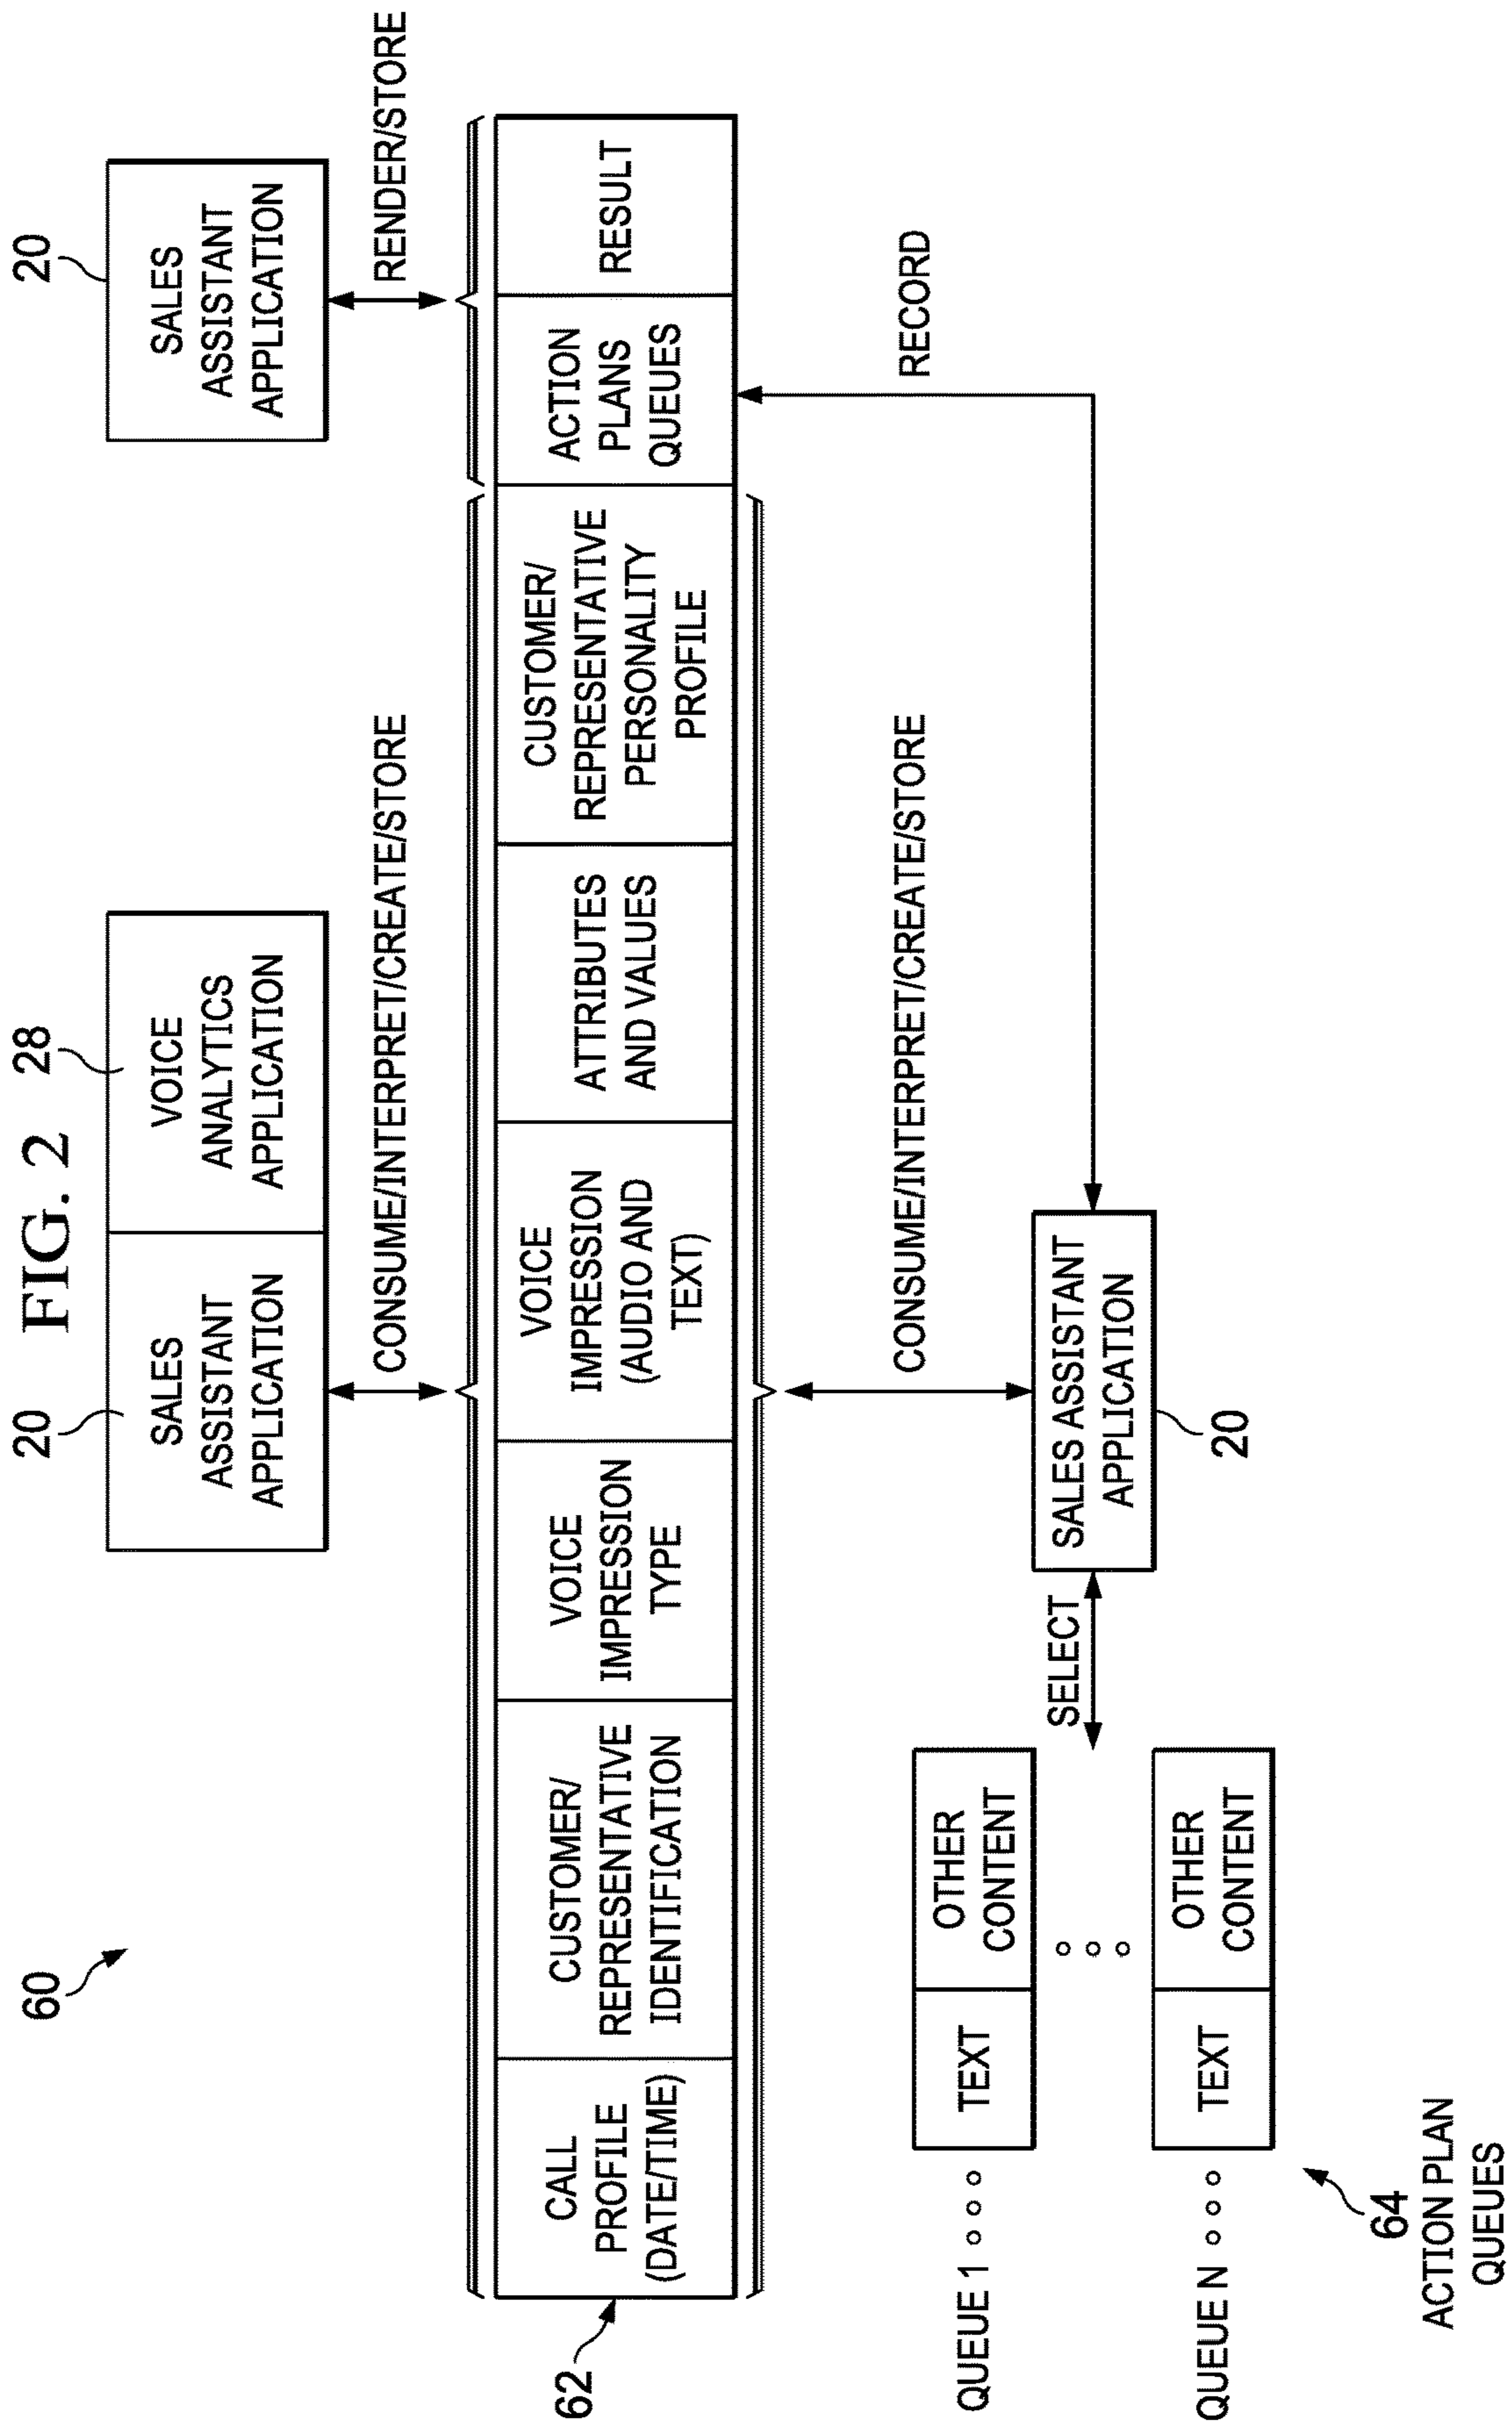 FIG. 2
60
20
28
20
SALES
ASSISTANT
APPLICATION
VOICE
ANALYTICS
APPLICATION
SALES
ASSISTANT
APPLICATION
CONSUME/INTERPRET/CREATE/STORE
RENDER/STORE
62
CALL
PROFILE
(DATE/TIME)
CUSTOMER/
REPRESENTATIVE
IDENTIFICATION
VOICE
IMPRESSION
TYPE
VOICE
IMPRESSION
(AUDIO AND
TEXT)
ATTRIBUTES
AND VALUES
CUSTOMER/
REPRESENTATIVE
PERSONALITY
PROFILE
ACTION
PLANS
QUEUES
RESULT
CONSUME/INTERPRET/CREATE/STORE
RECORD
QUEUE 1
TEXT
OTHER
CONTENT
SELECT
SALES ASSISTANT
APPLICATION
20
QUEUE N
TEXT
OTHER
CONTENT
64
ACTION PLAN
QUEUES